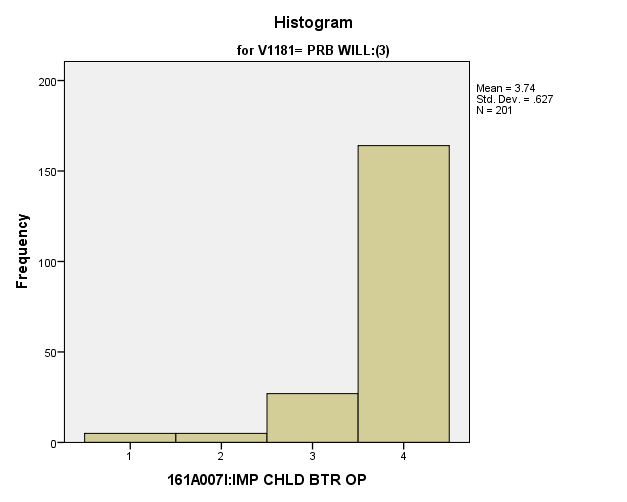 Histogram
for V1181= PRB WILL:(3)
Mean = 3.74
Std. Dev. = .627
N = 201
200
150
100
50
0
Frequency
1 2 3 4
161A007I:IMP CHLD BTR OP